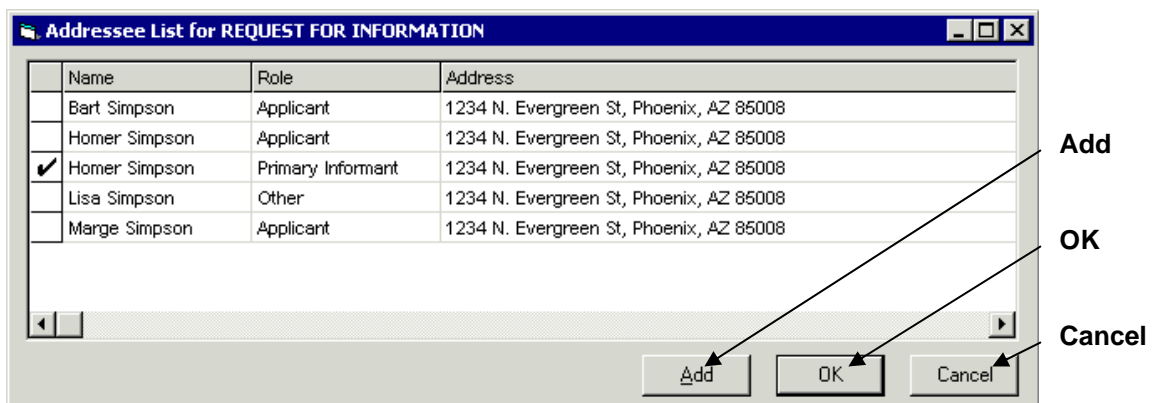 Addressee List for REQUEST FOR INFORMATION
Name Role Address
Bart Simpson Applicant 1234 N. Evergreen St, Phoenix, AZ 85008
Homer Simpson Applicant 1234 N. Evergreen St, Phoenix, AZ 85008
Homer Simpson Primary Informant 1234 N. Evergreen St, Phoenix, AZ 85008
Lisa Simpson Other 1234 N. Evergreen St, Phoenix, AZ 85008
Marge Simpson Applicant 1234 N. Evergreen St, Phoenix, AZ 85008
Add
OK
Cancel
Add OK Cancel